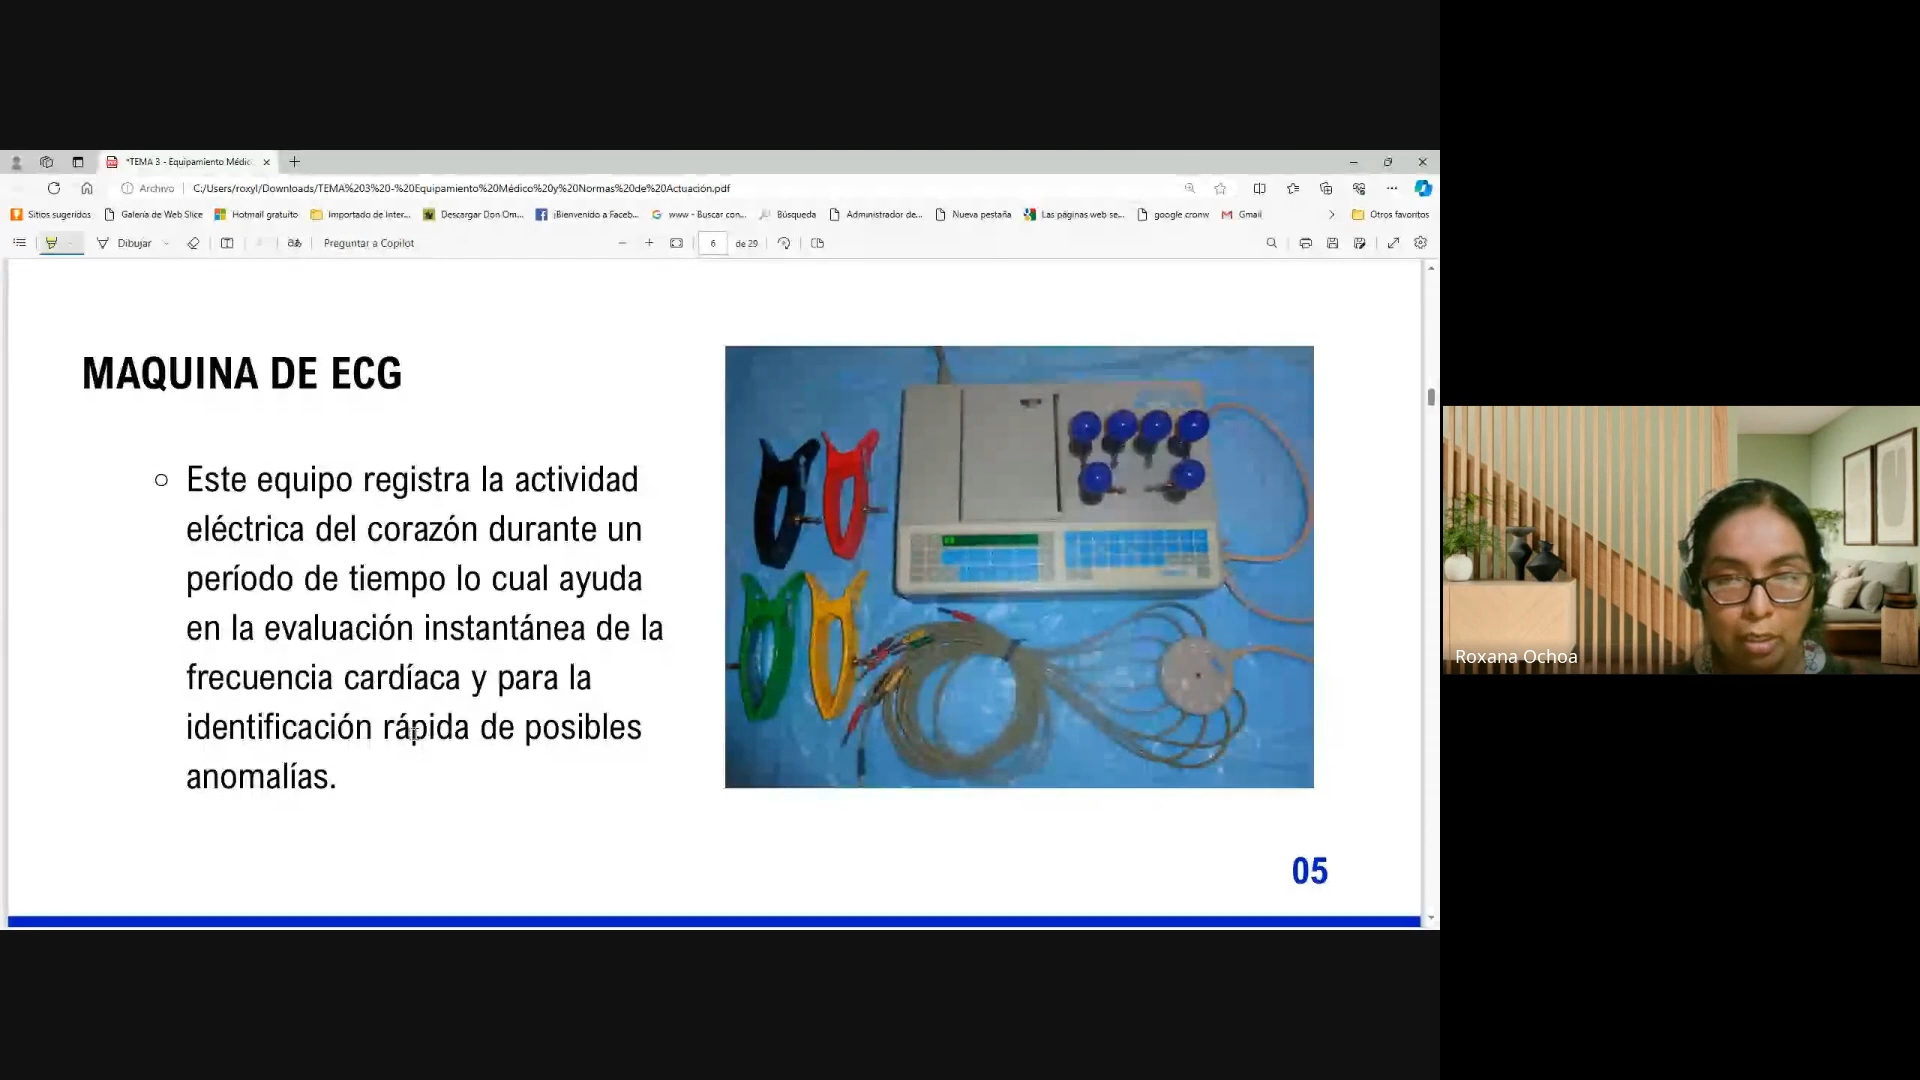 *TEMA 3 - Equipamiento Médic
Archivo
C:/Users/roxyl/Downloads/TEMA%203%20-%20Equipamiento%20Médico%20y%20Normas%20de%20Actuación.pdf
Sitios sugeridos
Galería de Web Slice
Hotmail gratuito
Importado de Inter...
Descargar Don Om...
¡Bienvenido a Faceb...
www - Buscar con...
Búsqueda
Administrador de...
Nueva pestaña
Las páginas web se...
google cromw
Gmail
Otros favoritos
Dibujar
Preguntar a Copilot
6
de 29
MAQUINA DE ECG
Este equipo registra la actividad
eléctrica del corazón durante un
período de tiempo lo cual ayuda
en la evaluación instantánea de la
frecuencia cardíaca y para la
identificación rápida de posibles
anomalías.
05
Roxana Ochoa